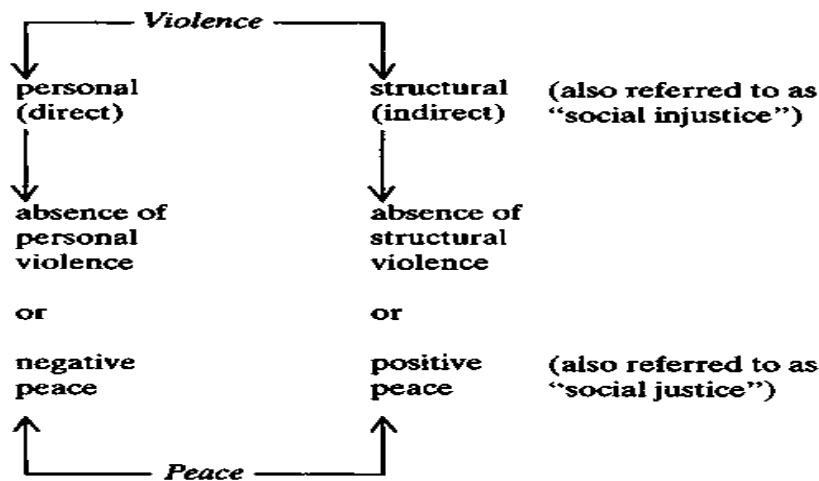 Violence
personal
(direct)
structural
(indirect)
(also referred to as
“social injustice”)
absence of
personal
violence
absence of
structural
violence
or
or
negative
peace
positive
peace
(also referred to as
“social justice”)
Peace